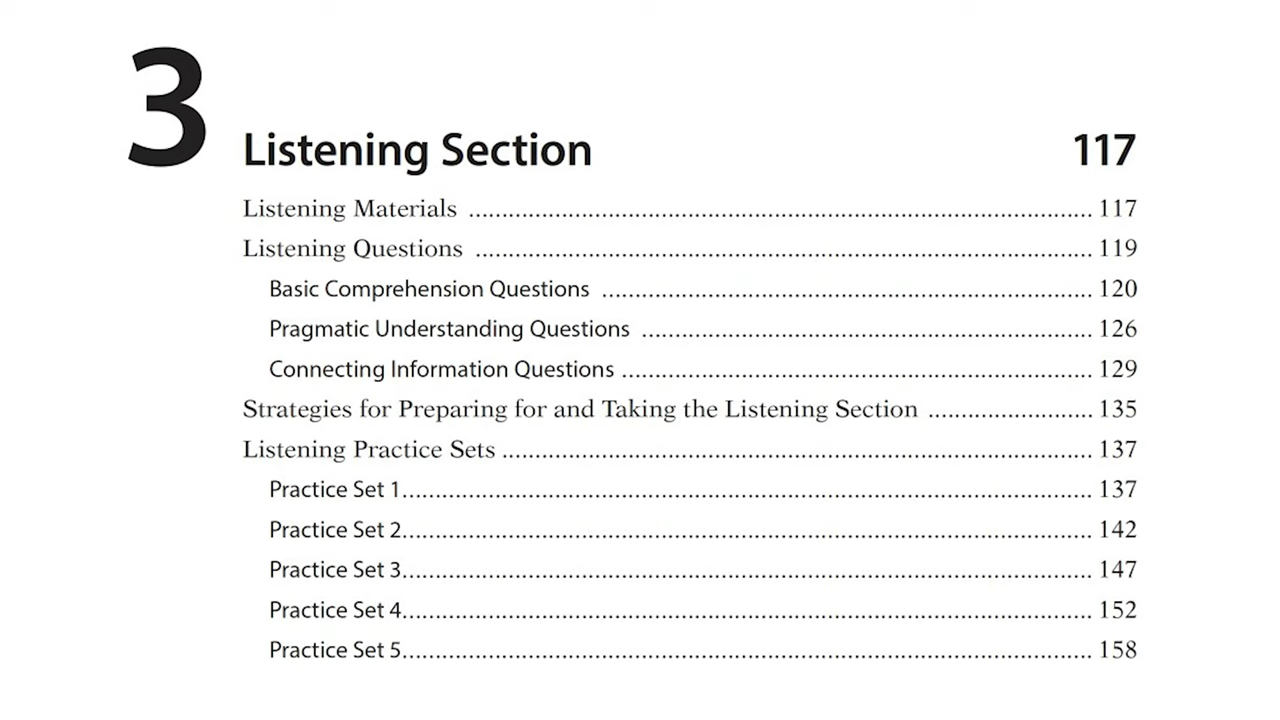 3
Listening Section 117
Listening Materials ........ 117
Listening Questions ........ 119
Basic Comprehension Questions ........ 120
Pragmatic Understanding Questions ........ 126
Connecting Information Questions ........ 129
Strategies for Preparing for and Taking the Listening Section ........ 135
Listening Practice Sets ........ 137
Practice Set 1........ 137
Practice Set 2........ 142
Practice Set 3........ 147
Practice Set 4........ 152
Practice Set 5........ 158